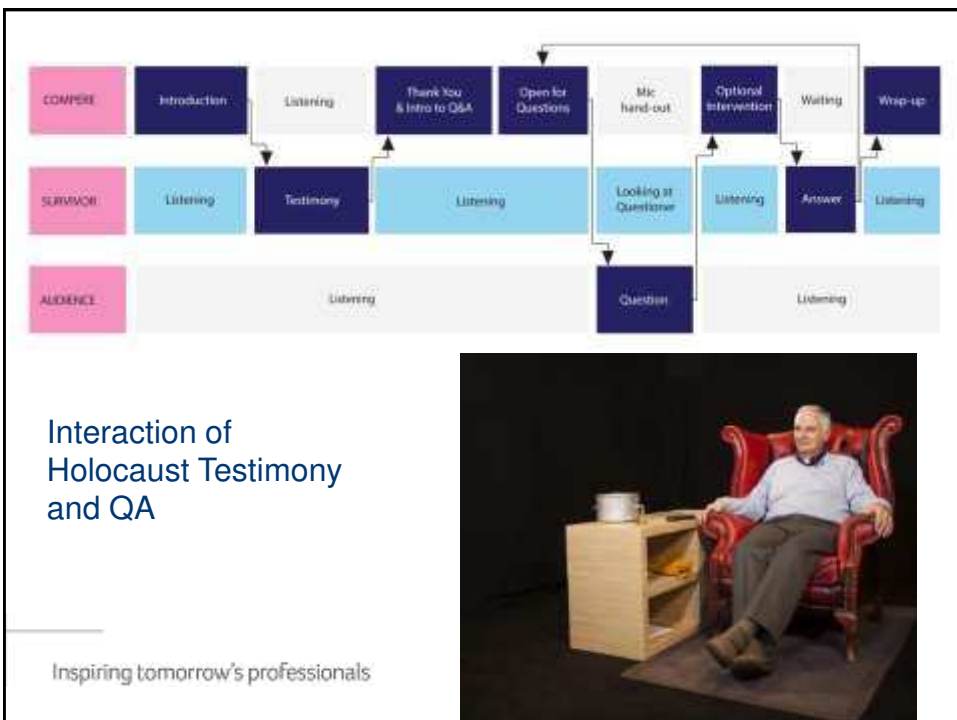 COMPERE
Introduction
Listening
Thank You
& Intro to Q&A
Open for
Questions
Mic
hand-out
Optional
Intervention
Waiting
Wrap-up
SURVIVOR
Listening
Testimony
Listening
Looking at
Questioner
Listening
Answer
Listening
AUDIENCE
Listening
Question
Listening
Interaction of
Holocaust Testimony
and QA
Inspiring tomorrow's professionals